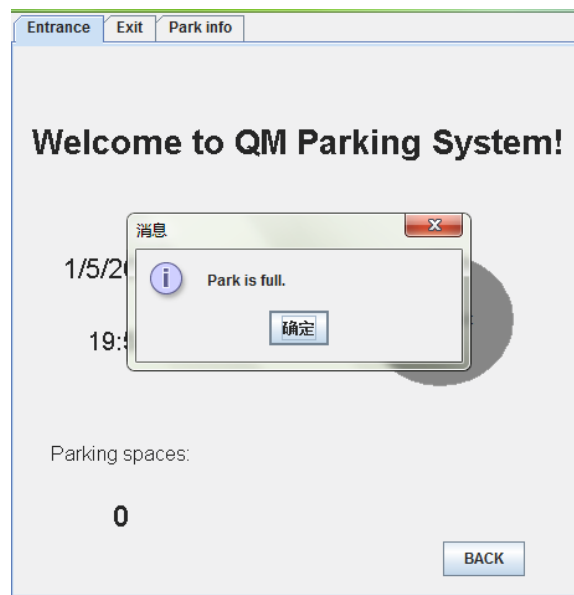 Entrance Exit Park info
Welcome to QM Parking System!
消息
Park is full.
确定
1/5/2
19:
Parking spaces:
0
BACK